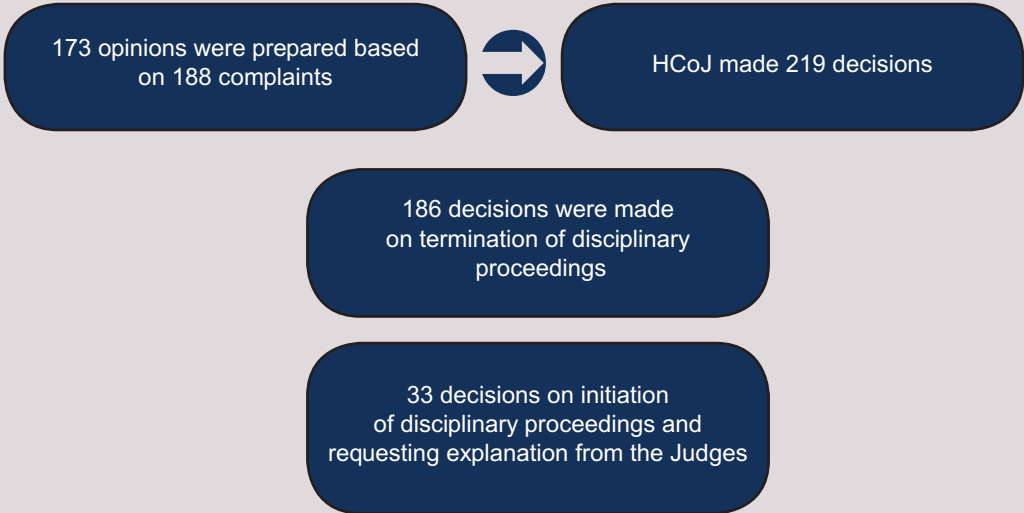 173 opinions were prepared based
on 188 complaints
HCoJ made 219 decisions
186 decisions were made
on termination of disciplinary
proceedings
33 decisions on initiation
of disciplinary proceedings and
requesting explanation from the Judges